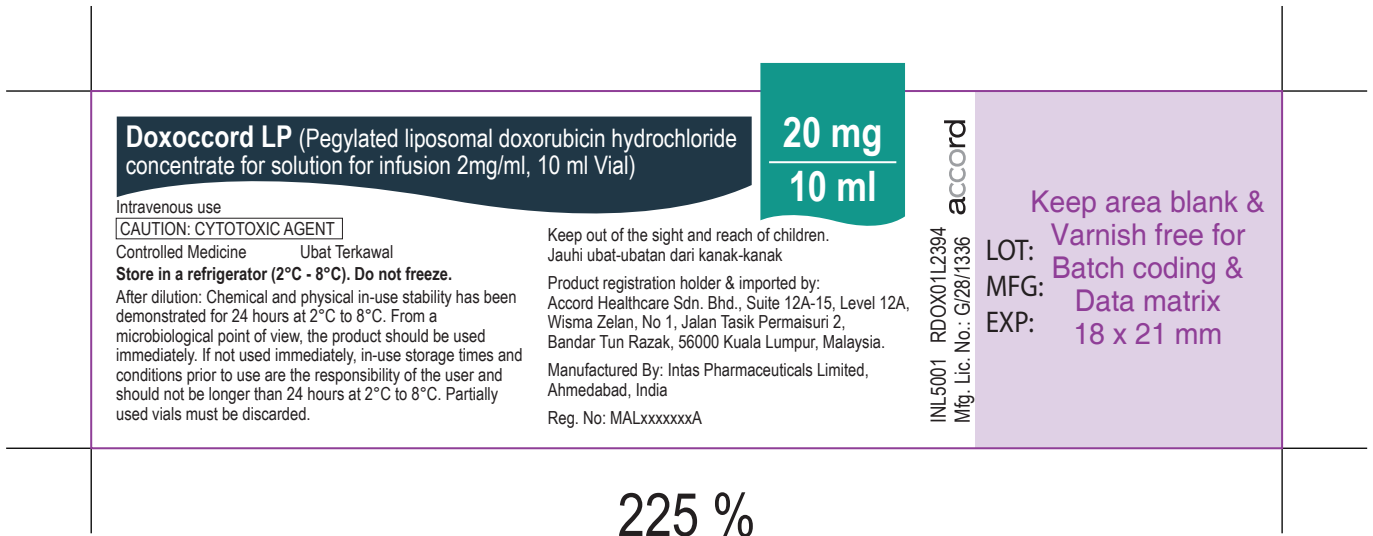 Doxoccord LP (Pegylated liposomal doxorubicin hydrochloride
concentrate for solution for infusion 2mg/ml, 10 ml Vial)
20 mg
10 ml
Intravenous use
CAUTION: CYTOTOXIC AGENT
Controlled Medicine Ubat Terkawal
Store in a refrigerator (2°C - 8°C). Do not freeze.
After dilution: Chemical and physical in-use stability has been
demonstrated for 24 hours at 2°C to 8°C. From a
microbiological point of view, the product should be used
immediately. If not used immediately, in-use storage times and
conditions prior to use are the responsibility of the user and
should not be longer than 24 hours at 2°C to 8°C. Partially
used vials must be discarded.
Keep out of the sight and reach of children.
Jauhi ubat-ubatan dari kanak-kanak
Product registration holder & imported by:
Accord Healthcare Sdn. Bhd., Suite 12A-15, Level 12A,
Wisma Zelan, No 1, Jalan Tasik Permaisuri 2,
Bandar Tun Razak, 56000 Kuala Lumpur, Malaysia.
Manufactured By: Intas Pharmaceuticals Limited,
Ahmedabad, India
Reg. No: MALxxxxxxxA
INL5001 RDOX01L2394
Mfg. Lic. No.: G/28/1336
accord
LOT:
MFG:
EXP:
Keep area blank &
Varnish free for
Batch coding &
Data matrix
18 x 21 mm
225 %